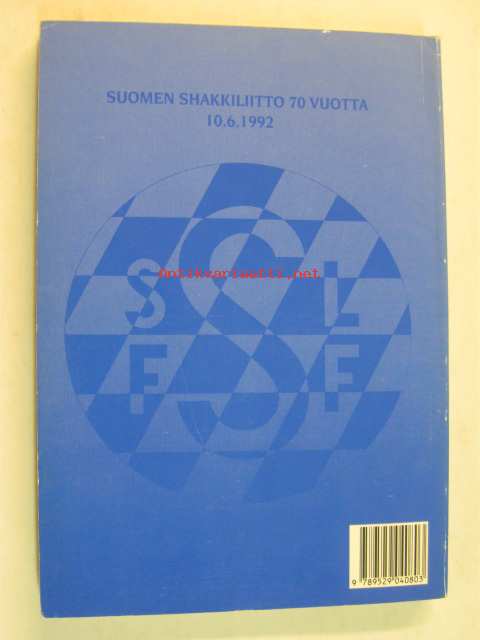 SUOMEN SHAKKILIITTO 70 VUOTTA
10.6.1992
S S L
Antikvariaatti.net
F F
9 789529 040803